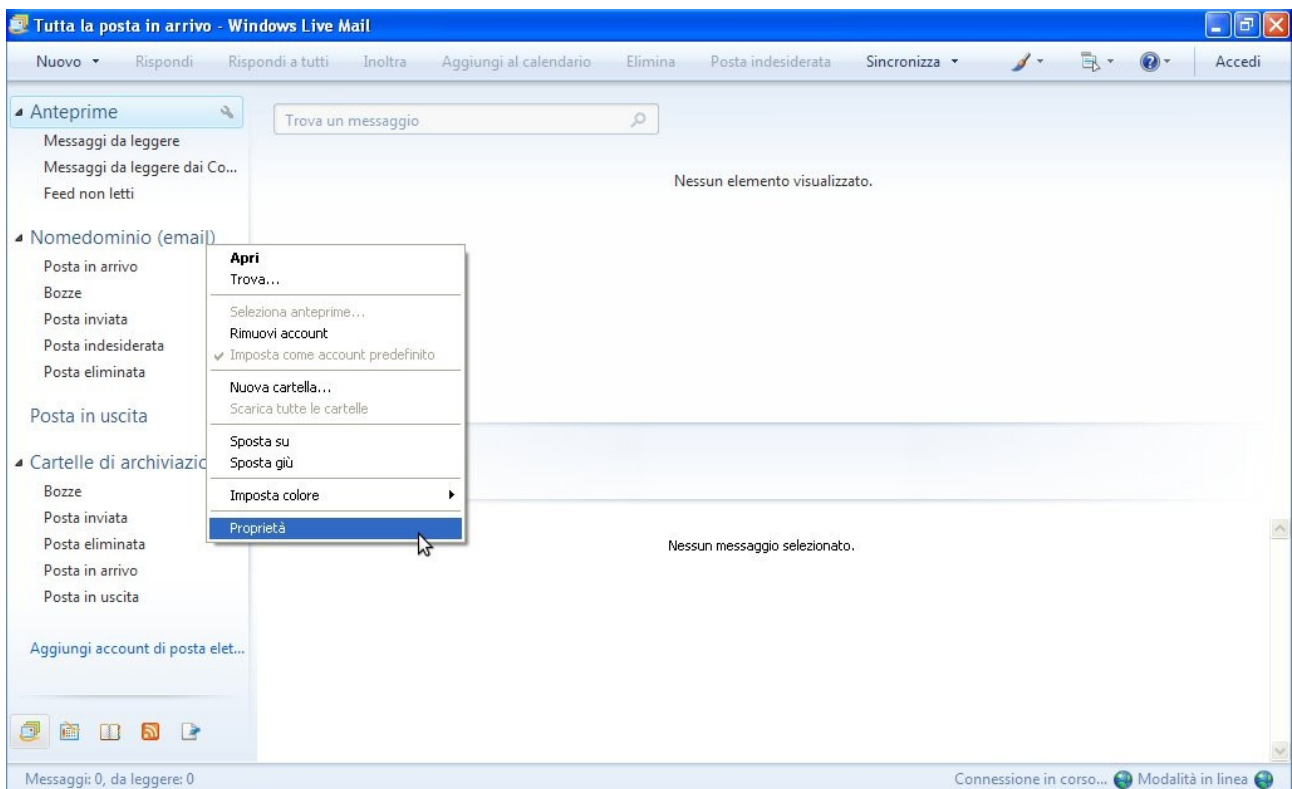 Tutta la posta in arrivo - Windows Live Mail
Nuovo Rispondi Rispondi a tutti Inoltra Aggiungi al calendario Elimina Posta indesiderata Sincronizza Accedi
Anteprime
Messaggi da leggere
Messaggi da leggere dai Co...
Feed non letti
Nomedominio (email)
Posta in arrivo
Bozze
Posta inviata
Posta indesiderata
Posta eliminata
Posta in uscita
Cartelle di archiviazio
Bozze
Posta inviata
Posta eliminata
Posta in arrivo
Posta in uscita
Aggiungi account di posta elet...
Trova un messaggio
Nessun elemento visualizzato.
Apri
Trova...
Seleziona anteprime...
Rimuovi account
Imposta come account predefinito
Nuova cartella...
Scarica tutte le cartelle
Sposta su
Sposta giù
Imposta colore
Proprietà
Nessun messaggio selezionato.
Messaggi: 0, da leggere: 0
Connessione in corso... Modalità in linea